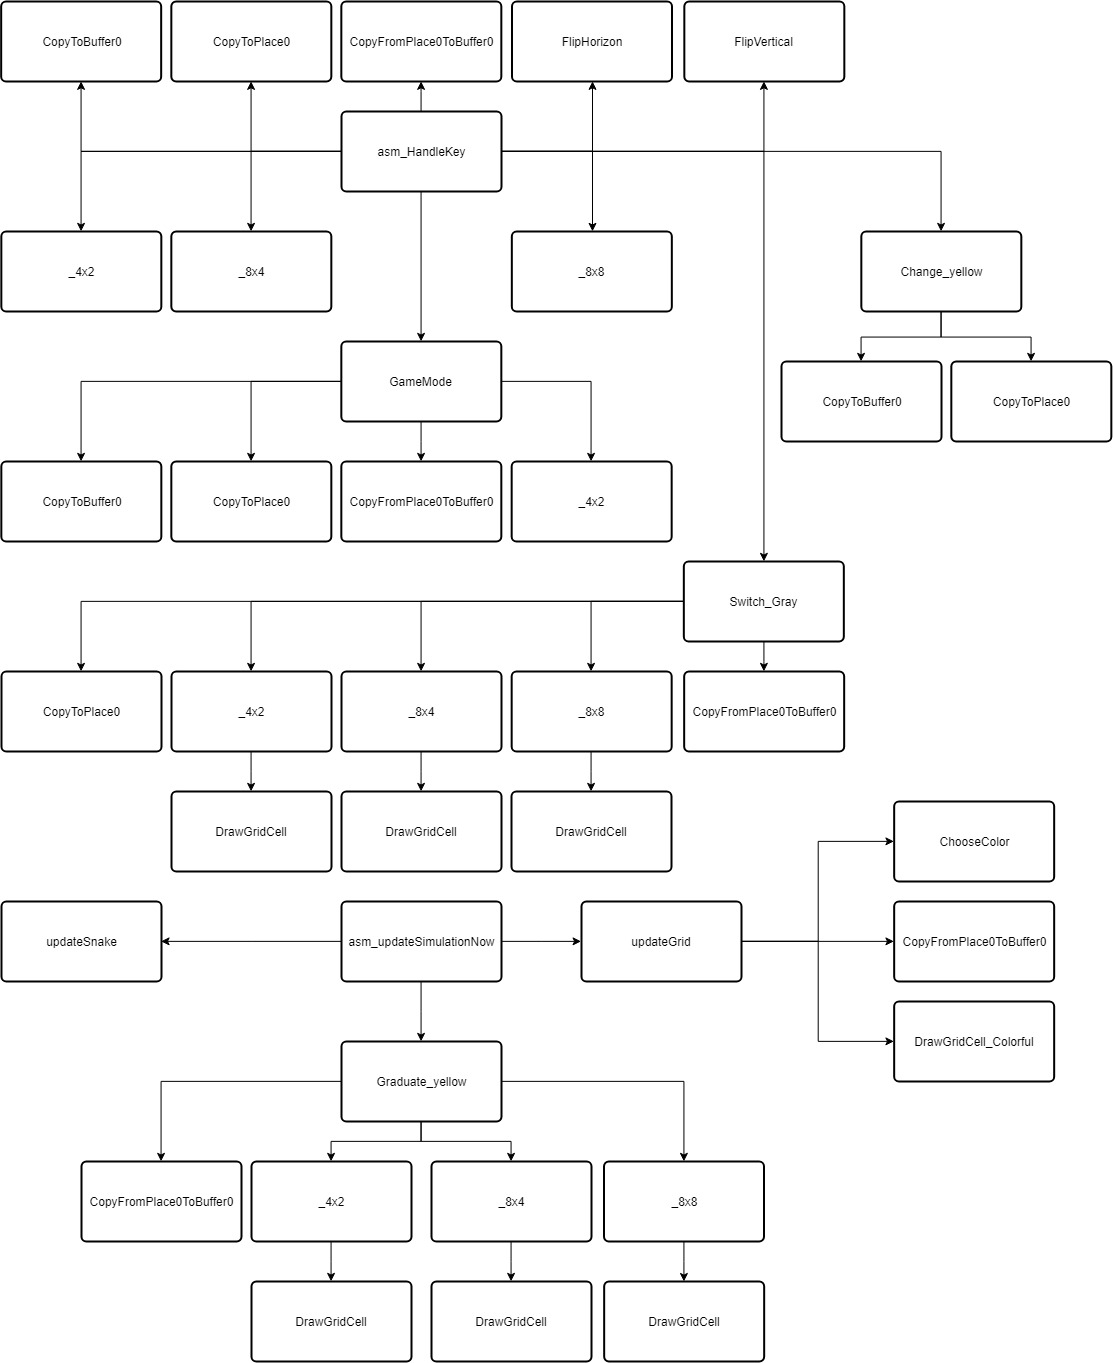 CopyToBuffer0
CopyToPlace0
CopyFromPlace0ToBuffer0
FlipHorizon
FlipVertical
asm_HandleKey
_4x2
_8x4
_8x8
Change_yellow
GameMode
CopyToBuffer0
CopyToPlace0
CopyToBuffer0
CopyToPlace0
CopyFromPlace0ToBuffer0
_4x2
Switch_Gray
CopyToPlace0
_4x2
_8x4
_8x8
CopyFromPlace0ToBuffer0
DrawGridCell
DrawGridCell
DrawGridCell
ChooseColor
updateSnake
asm_updateSimulationNow
updateGrid
CopyFromPlace0ToBuffer0
DrawGridCell_Colorful
Graduate_yellow
CopyFromPlace0ToBuffer0
_4x2
_8x4
_8x8
DrawGridCell
DrawGridCell
DrawGridCell